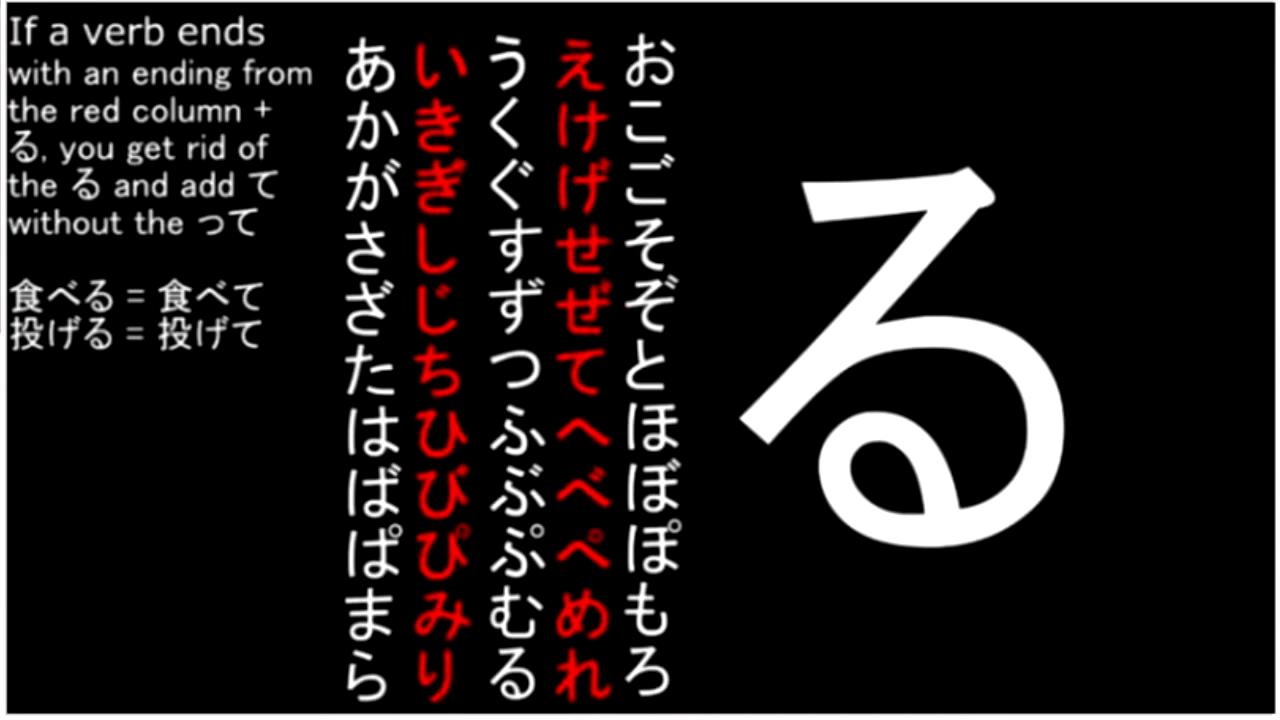 If a verb ends
with an ending from
the red column +
る, you get rid of
the る and add て
without the って
食べる = 食べて
投げる = 投げて
あいうえお
かきくけこ
がぎぐげご
さしすせそ
ざじずぜぞ
たちつてと
はひふへほ
ばびぶべぼ
ぱぴぷぺぽ
まみむめも
らりるれろ
る